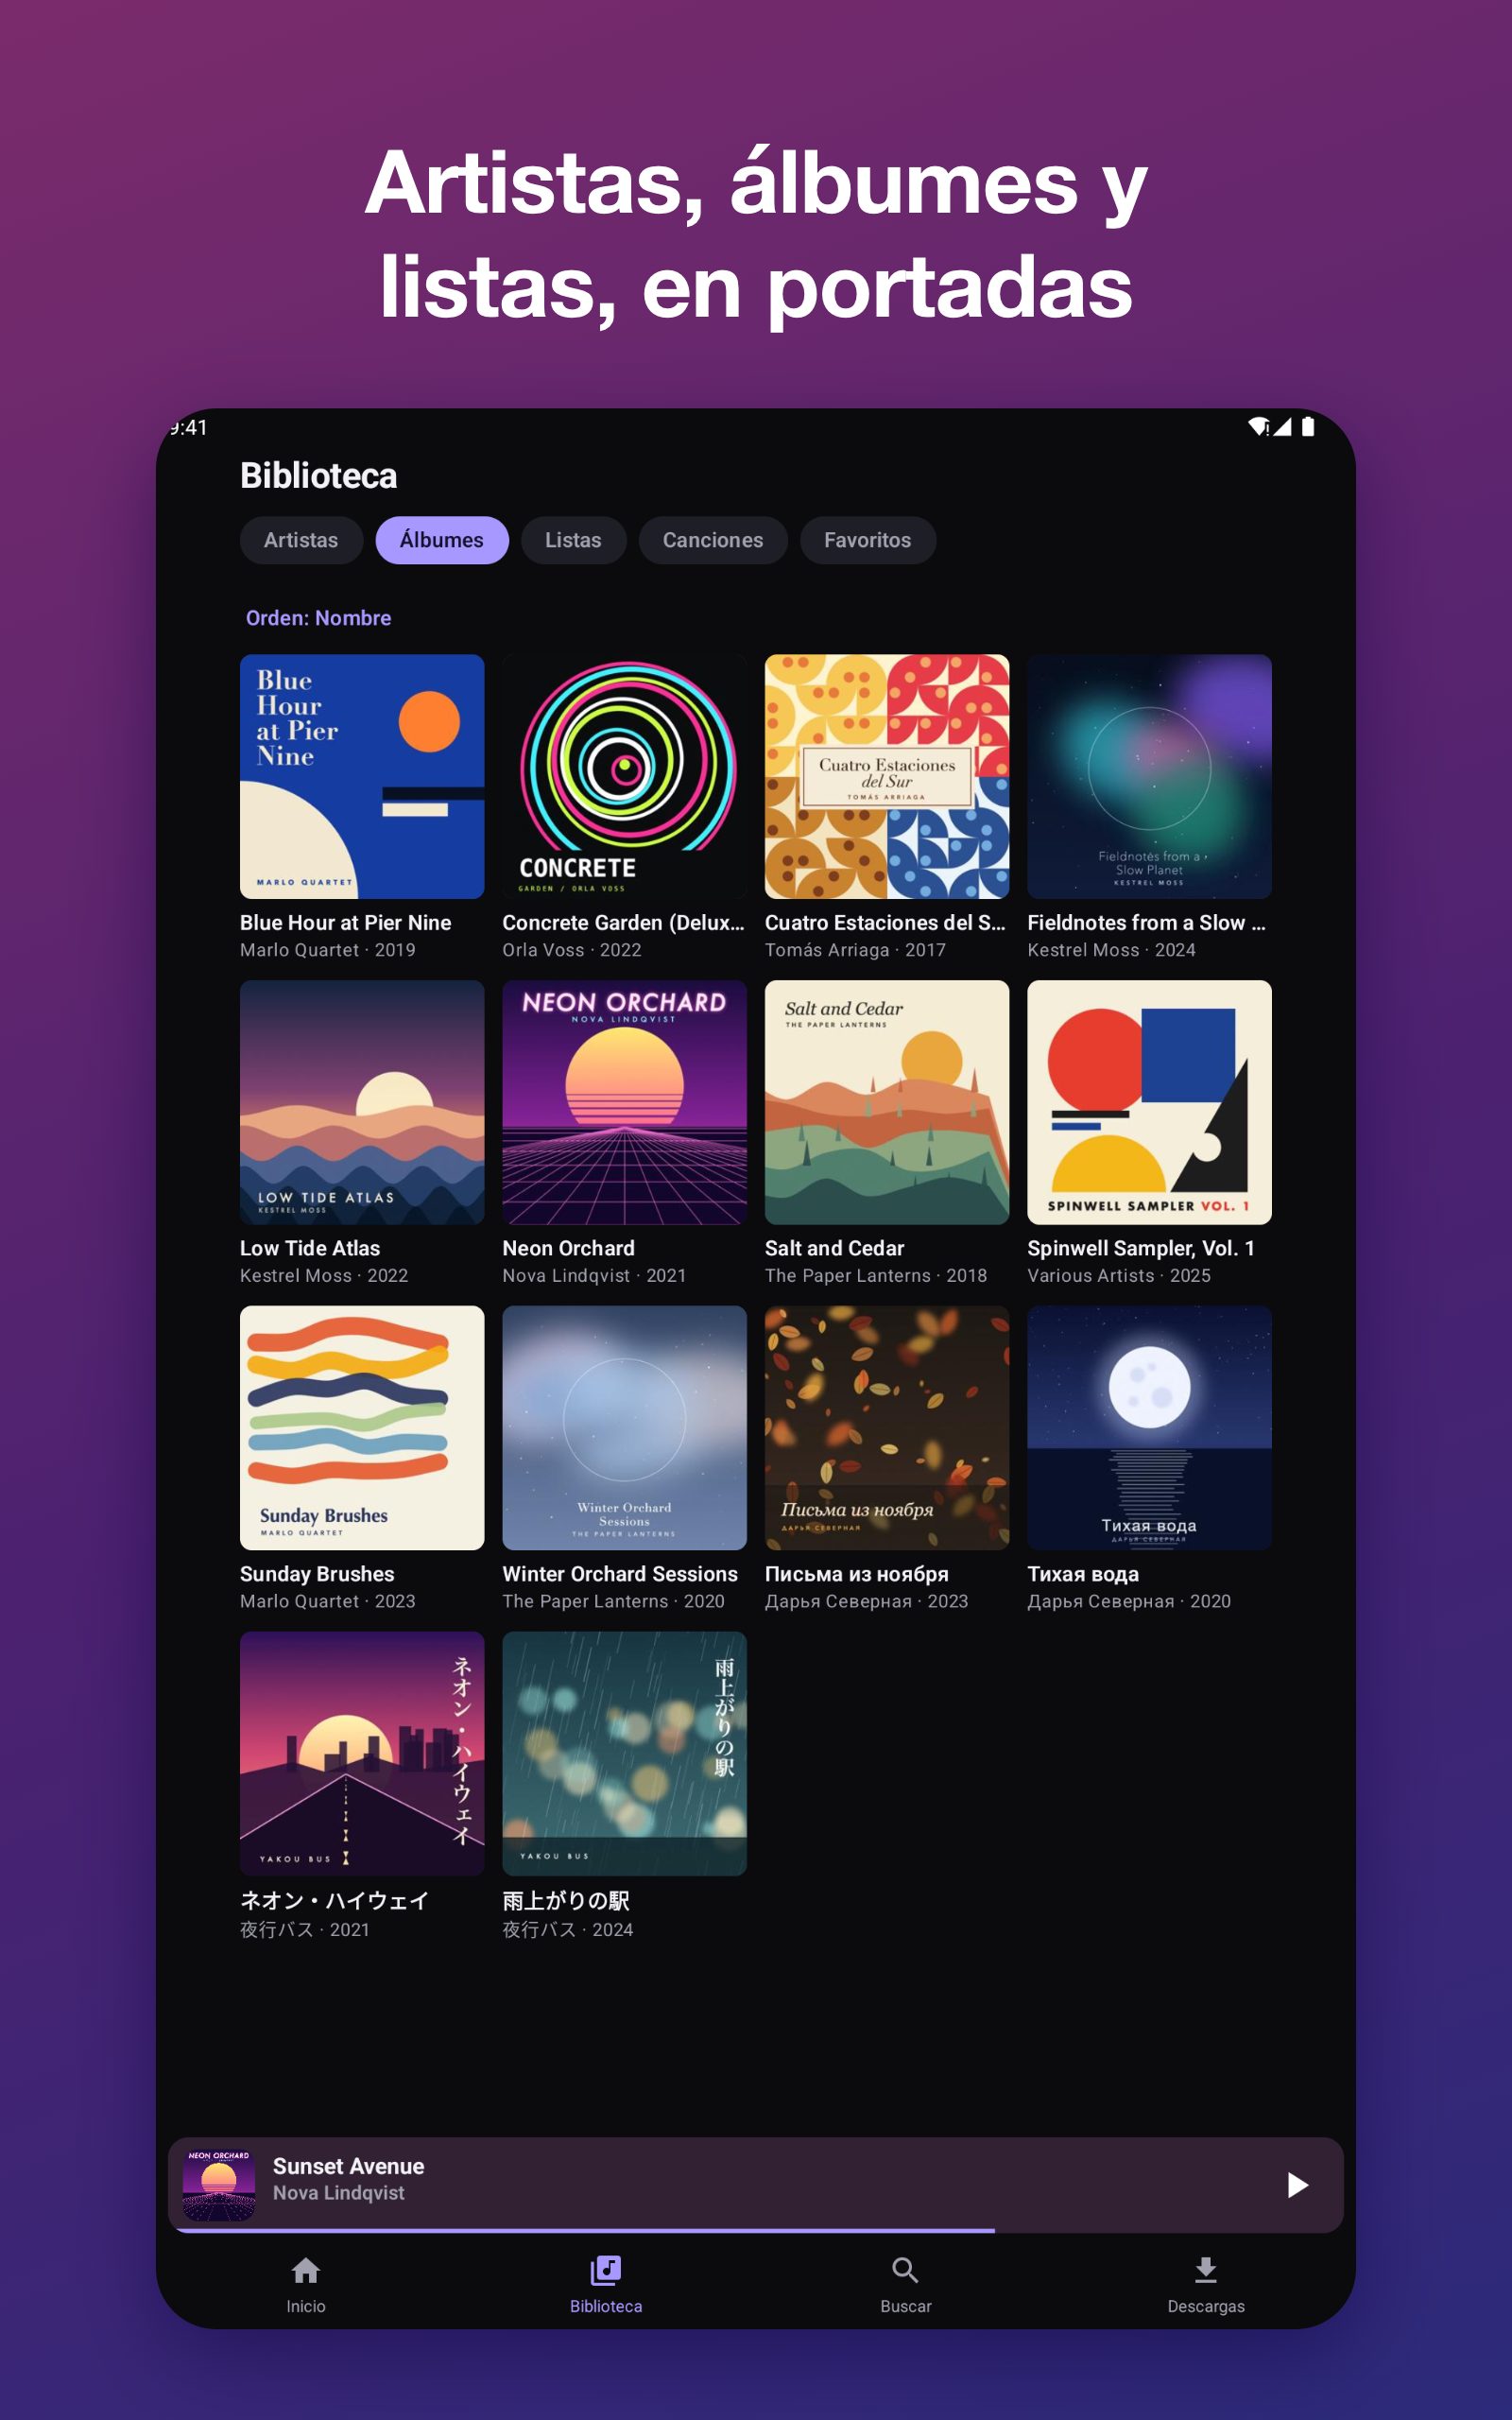 Artistas, álbumes y
listas, en portadas
9:41
Biblioteca
Artistas
Álbumes
Listas
Canciones
Favoritos
Orden: Nombre
Blue
Hour
at Pier
Nine
MARLO QUARTET
CONCRETE
GARDEN / ORLA VOSS
Cuatro Estaciones
del Sur
TOMÁS ARRIAGA
Fieldnotes from a
Slow Planet
KESTREL MOSS
Blue Hour at Pier Nine
Marlo Quartet · 2019
Concrete Garden (Delux…
Orla Voss · 2022
Cuatro Estaciones del S…
Tomás Arriaga · 2017
Fieldnotes from a Slow …
Kestrel Moss · 2024
LOW TIDE ATLAS
KESTREL MOSS
NEON ORCHARD
NOVA LINDQVIST
Salt and Cedar
THE PAPER LANTERNS
SPINWELL SAMPLER VOL. 1
Low Tide Atlas
Kestrel Moss · 2022
Neon Orchard
Nova Lindqvist · 2021
Salt and Cedar
The Paper Lanterns · 2018
Spinwell Sampler, Vol. 1
Various Artists · 2025
Sunday Brushes
MARLO QUARTET
Winter Orchard
Sessions
THE PAPER LANTERNS
Письма из ноября
ДАРЬЯ СЕВЕРНАЯ
Тихая вода
ДАРЬЯ СЕВЕРНАЯ
Sunday Brushes
Marlo Quartet · 2023
Winter Orchard Sessions
The Paper Lanterns · 2020
Письма из ноября
Дарья Северная · 2023
Тихая вода
Дарья Северная · 2020
ネオン・ハイウェイ
YAKOU BUS
雨上がりの駅
YAKOU BUS
ネオン・ハイウェイ
夜行バス · 2021
雨上がりの駅
夜行バス · 2024
NEON ORCHARD
Sunset Avenue
Nova Lindqvist
Inicio
Biblioteca
Buscar
Descargas